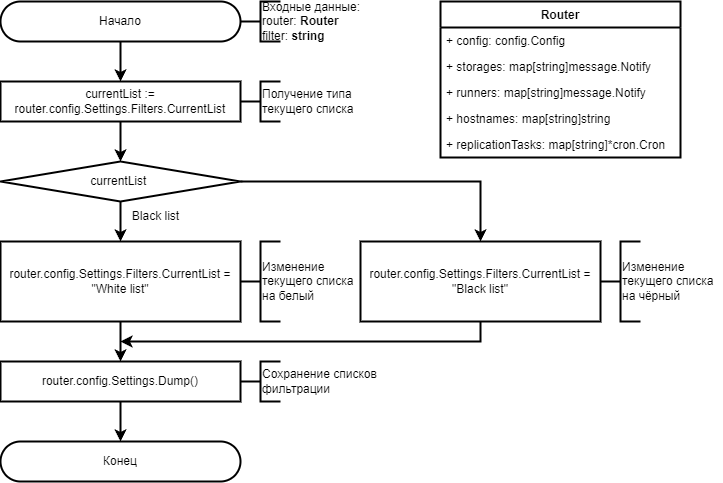 Начало
Входные данные:
router: Router
filter: string
Router
+ config: config.Config
+ storages: map[string]message.Notify
+ runners: map[string]message.Notify
+ hostnames: map[string]string
+ replicationTasks: map[string]*cron.Cron
currentList :=
router.config.Settings.Filters.CurrentList
Получение типа
текущего списка
currentList
Black list
router.config.Settings.Filters.CurrentList =
"White list"
Изменение
текущего списка
на белый
router.config.Settings.Filters.CurrentList =
"Black list"
Изменение
текущего списка
на чёрный
router.config.Settings.Dump()
Сохранение списков
фильтрации
Конец